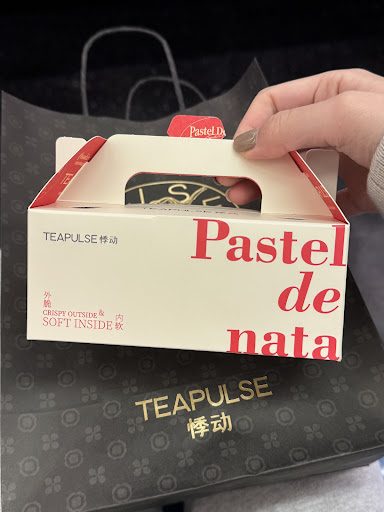 Pastel De
TEAPULSE 悸动
Pastel
de
nata
外脆
CRISPY OUTSIDE &
SOFT INSIDE
内软
TEAPULSE
悸动